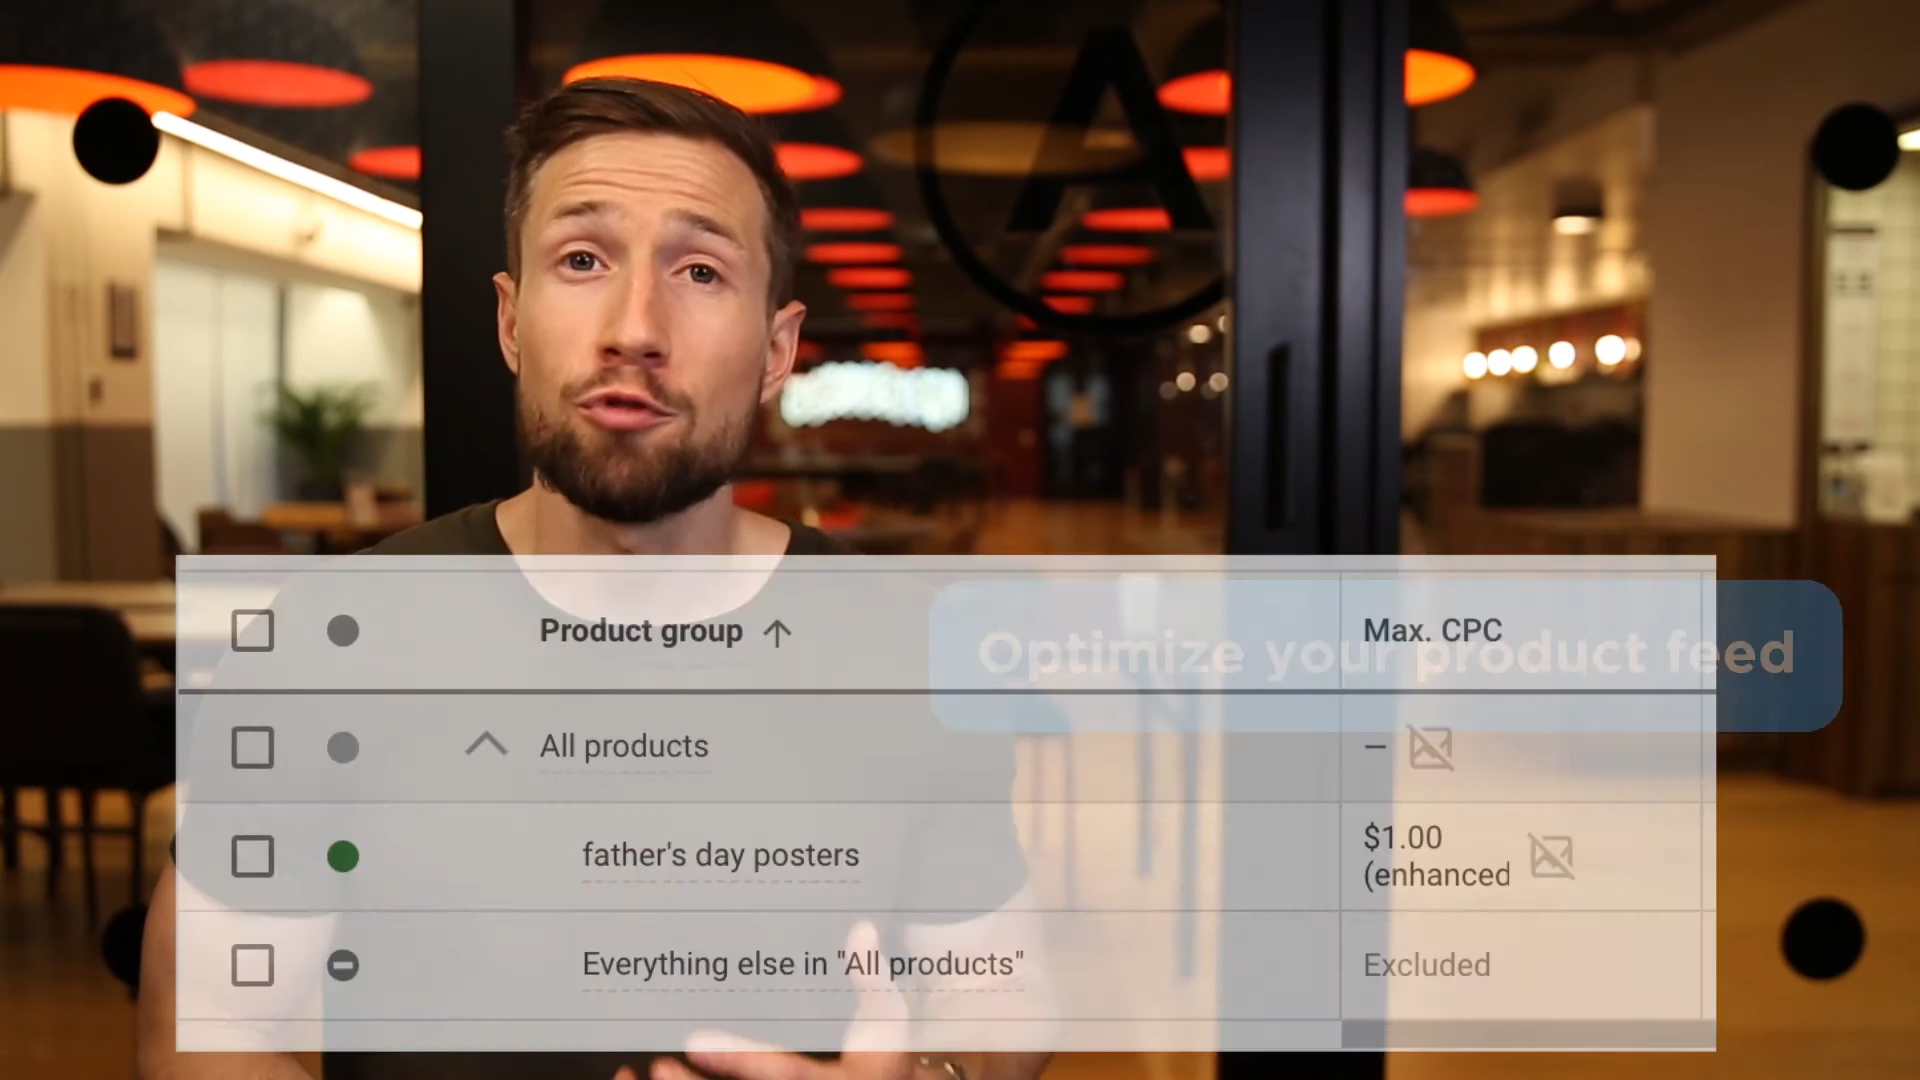 A
Product group
Max. CPC
Optimize your product feed
All products
–
father's day posters
$1.00
(enhanced
Everything else in "All products"
Excluded